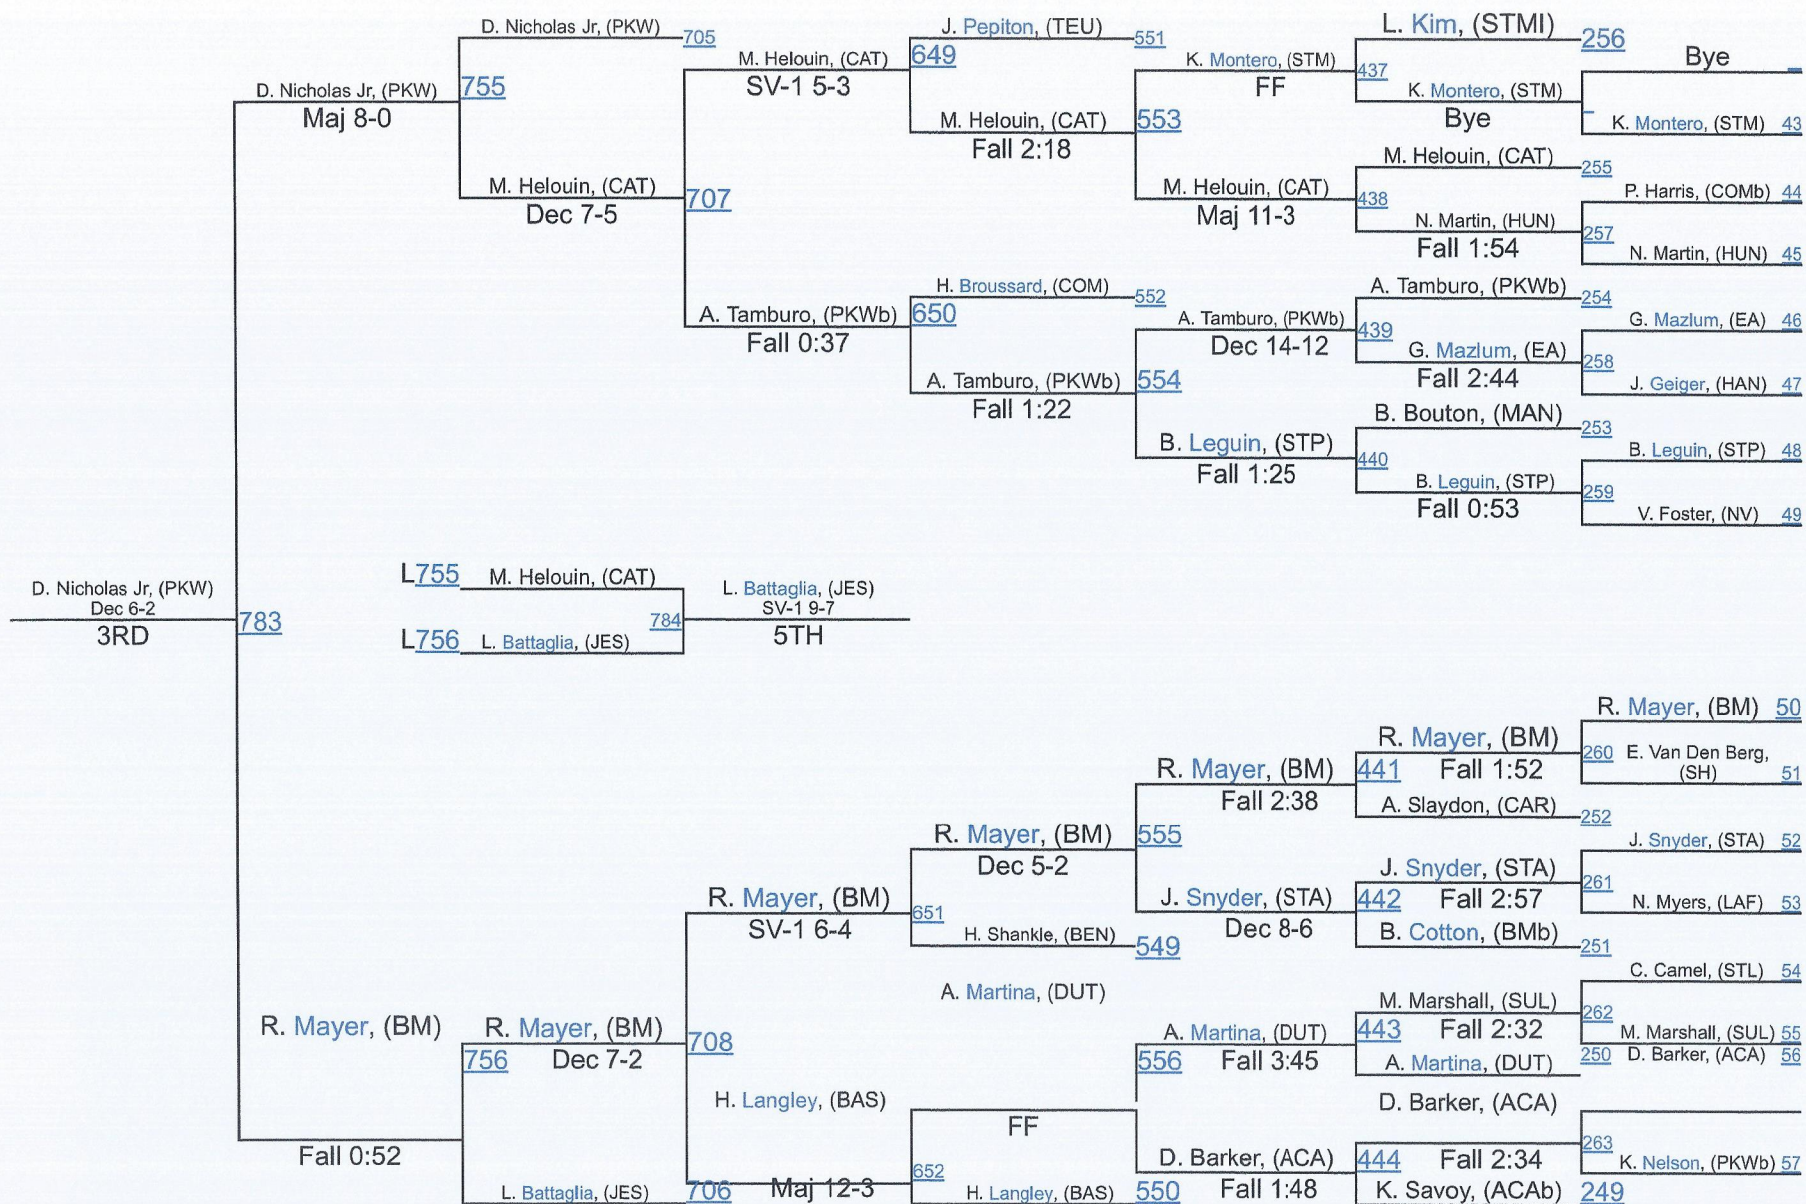 D. Nicholas Jr, (PKW) 705
J. Pepiton, (TEU) 551
L. Kim, (STMI) 256
Bye
M. Helouin, (CAT) 649
SV-1 5-3
K. Montero, (STM) 437
FF
D. Nicholas Jr, (PKW) 755
Maj 8-0
K. Montero, (STM)
Bye
K. Montero, (STM) 43
M. Helouin, (CAT) 553
Fall 2:18
M. Helouin, (CAT) 255
M. Helouin, (CAT) 707
Dec 7-5
M. Helouin, (CAT) 438
Maj 11-3
P. Harris, (COMb) 44
N. Martin, (HUN) 257
Fall 1:54
N. Martin, (HUN) 45
H. Broussard, (COM) 552
A. Tamburo, (PKWb) 254
A. Tamburo, (PKWb) 650
Fall 0:37
A. Tamburo, (PKWb) 439
Dec 14-12
G. Mazlum, (EA) 46
G. Mazlum, (EA) 258
Fall 2:44
J. Geiger, (HAN) 47
A. Tamburo, (PKWb) 554
Fall 1:22
B. Bouton, (MAN) 253
B. Leguin, (STP) 440
Fall 1:25
B. Leguin, (STP) 48
B. Leguin, (STP) 259
Fall 0:53
V. Foster, (NV) 49
D. Nicholas Jr, (PKW)
Dec 6-2
3RD
783
L755 M. Helouin, (CAT)
L756 L. Battaglia, (JES)
784
L. Battaglia, (JES)
SV-1 9-7
5TH
R. Mayer, (BM) 50
R. Mayer, (BM) 260
Fall 1:52
E. Van Den Berg,
(SH) 51
R. Mayer, (BM) 441
Fall 2:38
A. Slaydon, (CAR) 252
R. Mayer, (BM) 555
Dec 5-2
J. Snyder, (STA) 52
J. Snyder, (STA) 261
Fall 2:57
N. Myers, (LAF) 53
R. Mayer, (BM) 651
SV-1 6-4
J. Snyder, (STA) 442
Dec 8-6
B. Cotton, (BMb) 251
H. Shankle, (BEN) 549
C. Camel, (STL) 54
A. Martina, (DUT)
M. Marshall, (SUL) 262
Fall 2:32
M. Marshall, (SUL) 55
R. Mayer, (BM)
R. Mayer, (BM) 708
756 Dec 7-2
A. Martina, (DUT) 443
556 Fall 3:45
A. Martina, (DUT) 250
D. Barker, (ACA) 56
H. Langley, (BAS)
FF
D. Barker, (ACA)
Fall 0:52
D. Barker, (ACA) 444
Fall 1:48
Fall 2:34
263
K. Nelson, (PKWb) 57
L. Battaglia, (JES) 706
Maj 12-3
652
H. Langley, (BAS) 550
K. Savoy, (ACAb) 249